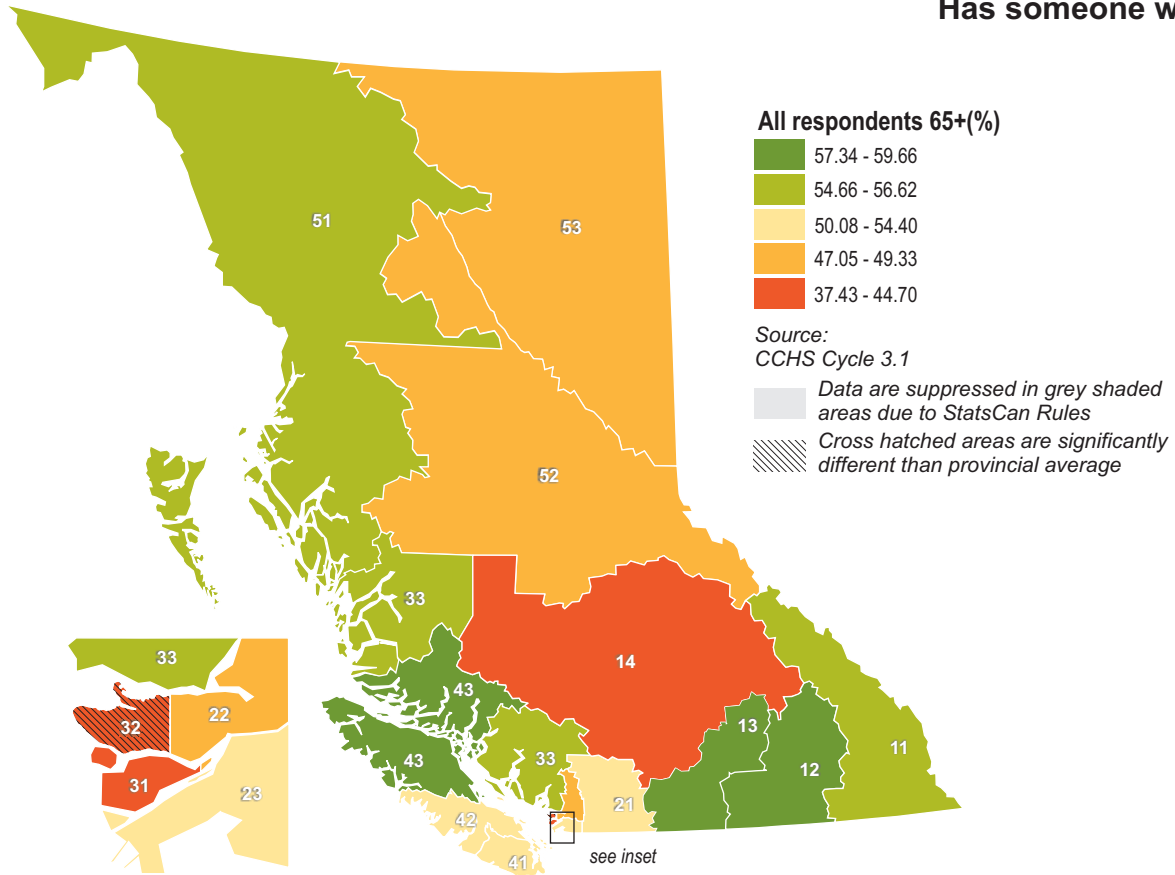 Has someone w
All respondents 65+(%)
57.34 - 59.66
54.66 - 56.62
50.08 - 54.40
47.05 - 49.33
37.43 - 44.70
Source:
CCHS Cycle 3.1
Data are suppressed in grey shaded
areas due to StatsCan Rules
Cross hatched areas are significantly
different than provincial average
51
53
52
33
14
43
13
11
43
33
12
21
42
41
see inset
33
32
22
31
23